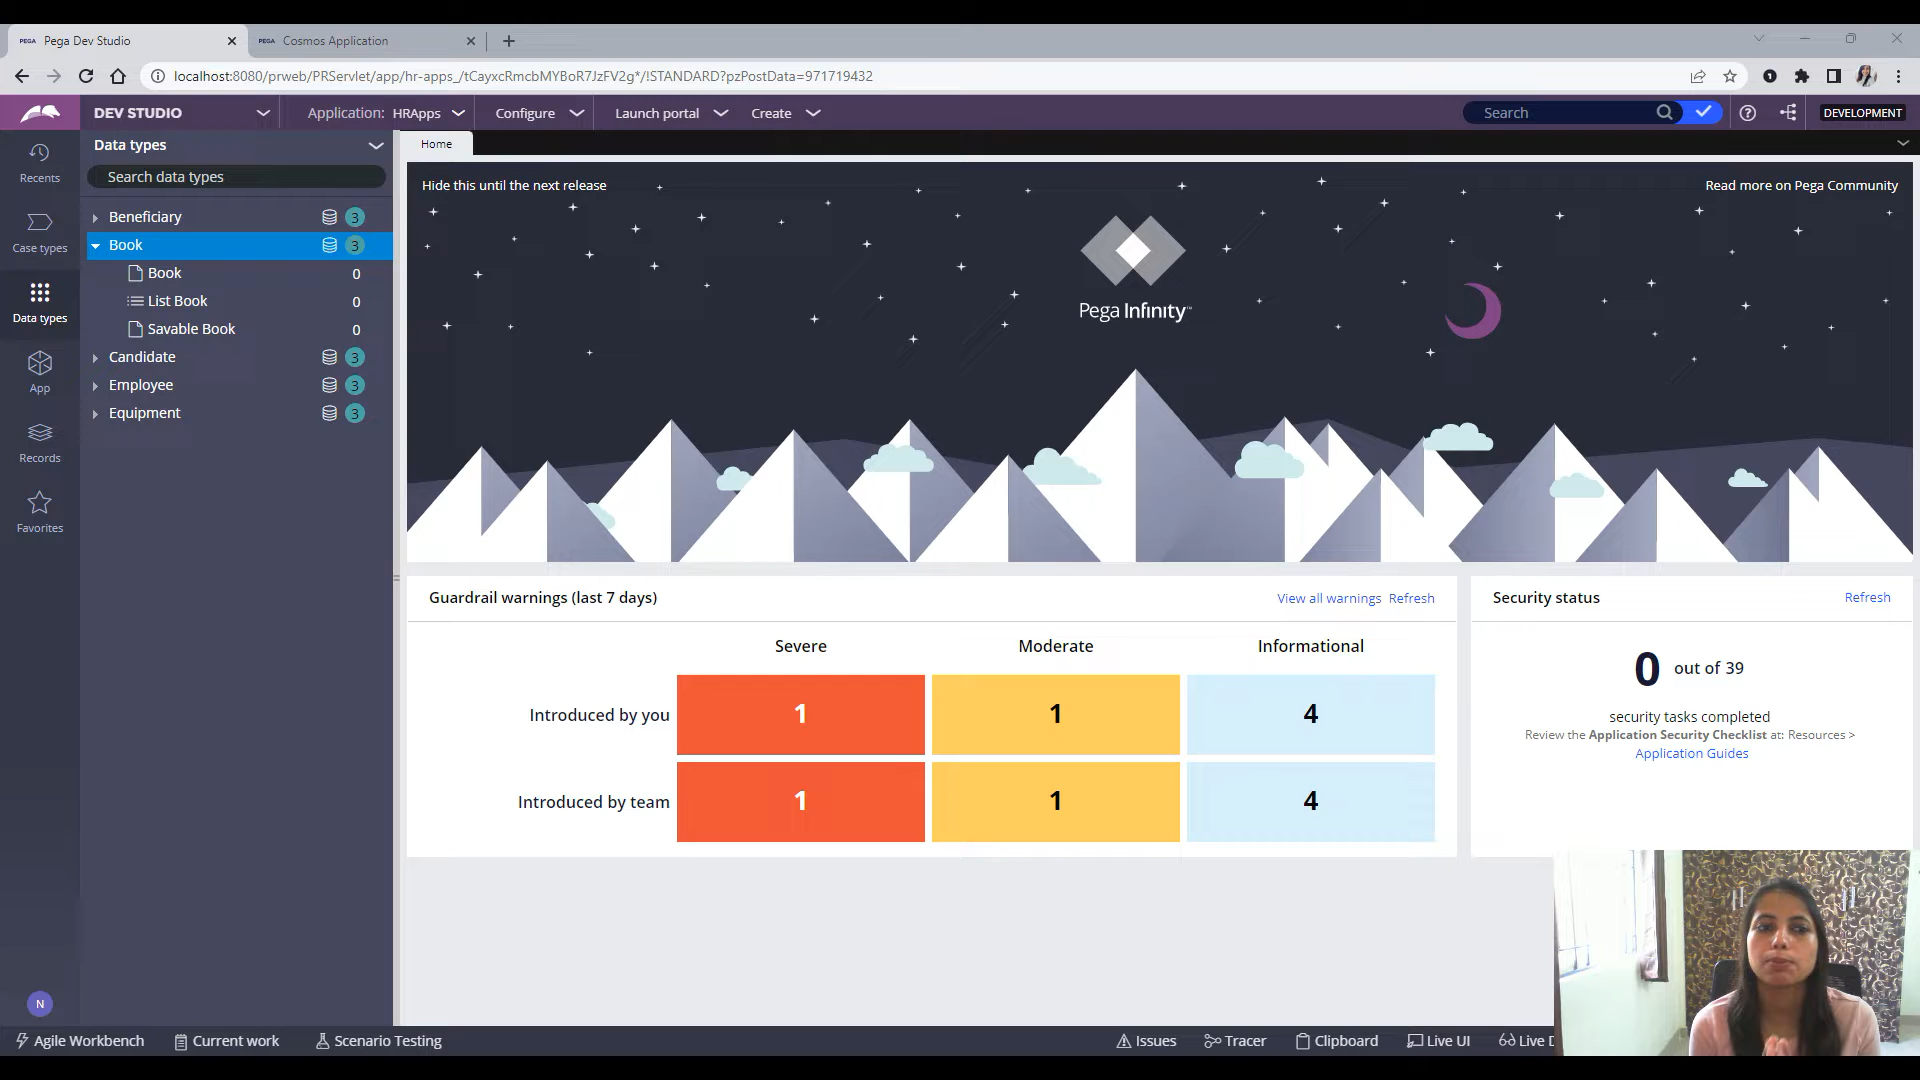 PEGA Pega Dev Studio
PEGA Cosmos Application
localhost:8080/prweb/PRServlet/app/hr-apps_/tCayxcRmcbMYBoR7JzFV2g*/!STANDARD?pzPostData=971719432
DEV STUDIO
Application: HRApps
Configure
Launch portal
Create
Search
DEVELOPMENT
Recents
Case types
Data types
App
Records
Favorites
N
Data types
Search data types
Beneficiary 3
Book 3
Book 0
List Book 0
Savable Book 0
Candidate 3
Employee 3
Equipment 3
Home
Hide this until the next release
Read more on Pega Community
Pega Infinity™
Guardrail warnings (last 7 days)
View all warnings Refresh
Severe Moderate Informational
Introduced by you 1 1 4
Introduced by team 1 1 4
Security status
Refresh
0 out of 39
security tasks completed
Review the Application Security Checklist at: Resources >
Application Guides
Agile Workbench
Current work
Scenario Testing
Issues
Tracer
Clipboard
Live UI
Live D